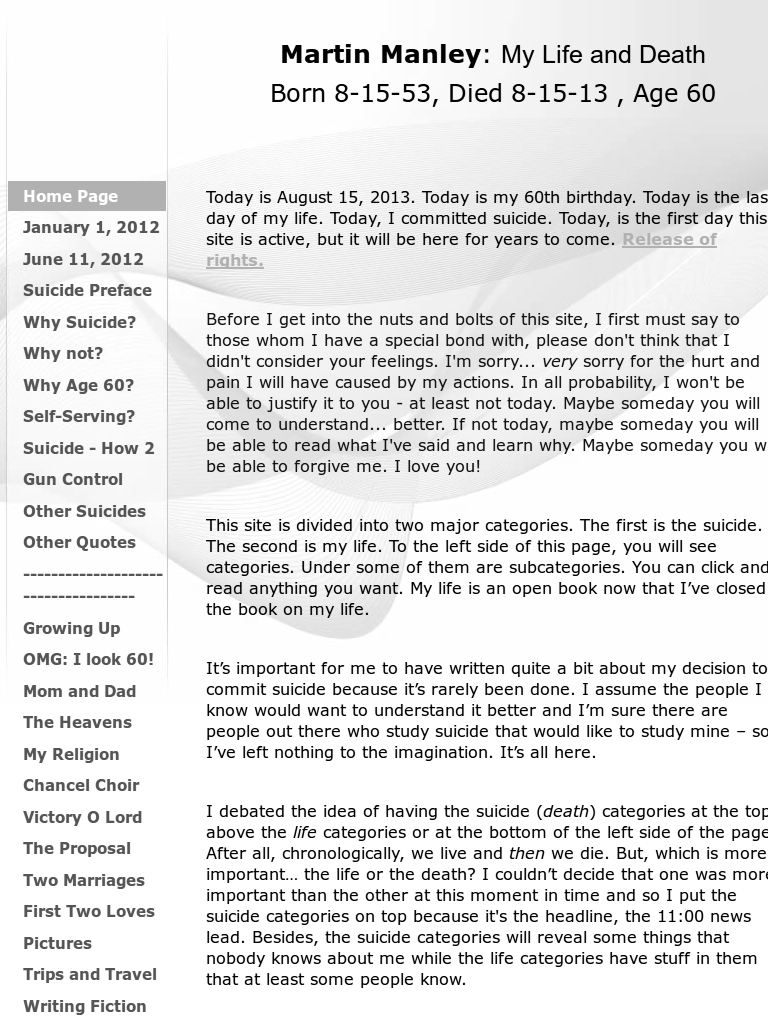 Martin Manley: My Life and Death
Born 8-15-53, Died 8-15-13 , Age 60
Home Page
January 1, 2012
June 11, 2012
Suicide Preface
Why Suicide?
Why not?
Why Age 60?
Self-Serving?
Suicide - How 2
Gun Control
Other Suicides
Other Quotes
--------------------
----------------
Growing Up
OMG: I look 60!
Mom and Dad
The Heavens
My Religion
Chancel Choir
Victory O Lord
The Proposal
Two Marriages
First Two Loves
Pictures
Trips and Travel
Writing Fiction
Today is August 15, 2013. Today is my 60th birthday. Today is the las
day of my life. Today, I committed suicide. Today, is the first day this
site is active, but it will be here for years to come. Release of
rights.
Before I get into the nuts and bolts of this site, I first must say to
those whom I have a special bond with, please don't think that I
didn't consider your feelings. I'm sorry... very sorry for the hurt and
pain I will have caused by my actions. In all probability, I won't be
able to justify it to you - at least not today. Maybe someday you will
come to understand... better. If not today, maybe someday you will
be able to read what I've said and learn why. Maybe someday you w
be able to forgive me. I love you!
This site is divided into two major categories. The first is the suicide.
The second is my life. To the left side of this page, you will see
categories. Under some of them are subcategories. You can click and
read anything you want. My life is an open book now that I’ve closed
the book on my life.
It’s important for me to have written quite a bit about my decision to
commit suicide because it’s rarely been done. I assume the people I
know would want to understand it better and I’m sure there are
people out there who study suicide that would like to study mine – so
I’ve left nothing to the imagination. It’s all here.
I debated the idea of having the suicide (death) categories at the top
above the life categories or at the bottom of the left side of the page
After all, chronologically, we live and then we die. But, which is more
important… the life or the death? I couldn’t decide that one was more
important than the other at this moment in time and so I put the
suicide categories on top because it's the headline, the 11:00 news
lead. Besides, the suicide categories will reveal some things that
nobody knows about me while the life categories have stuff in them
that at least some people know.